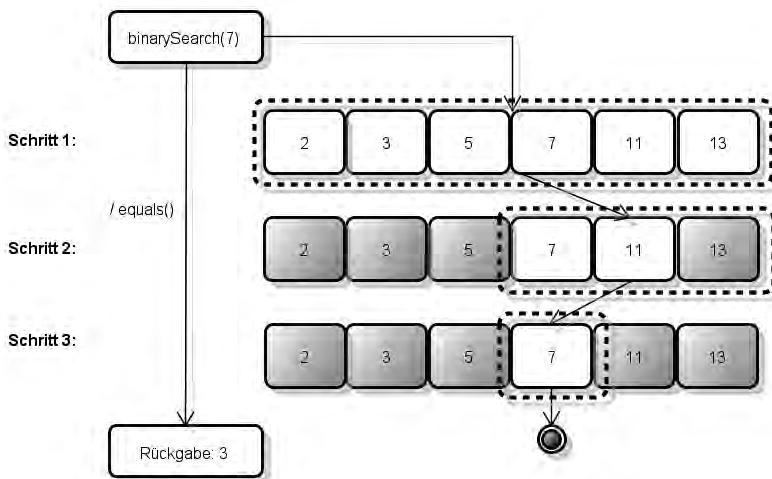 binarySearch(7)
Schritt 1:
2 3 5 7 11 13
/ equals()
Schritt 2:
2 3 5 7 11 13
Schritt 3:
2 3 5 7 11 13
Rückgabe: 3